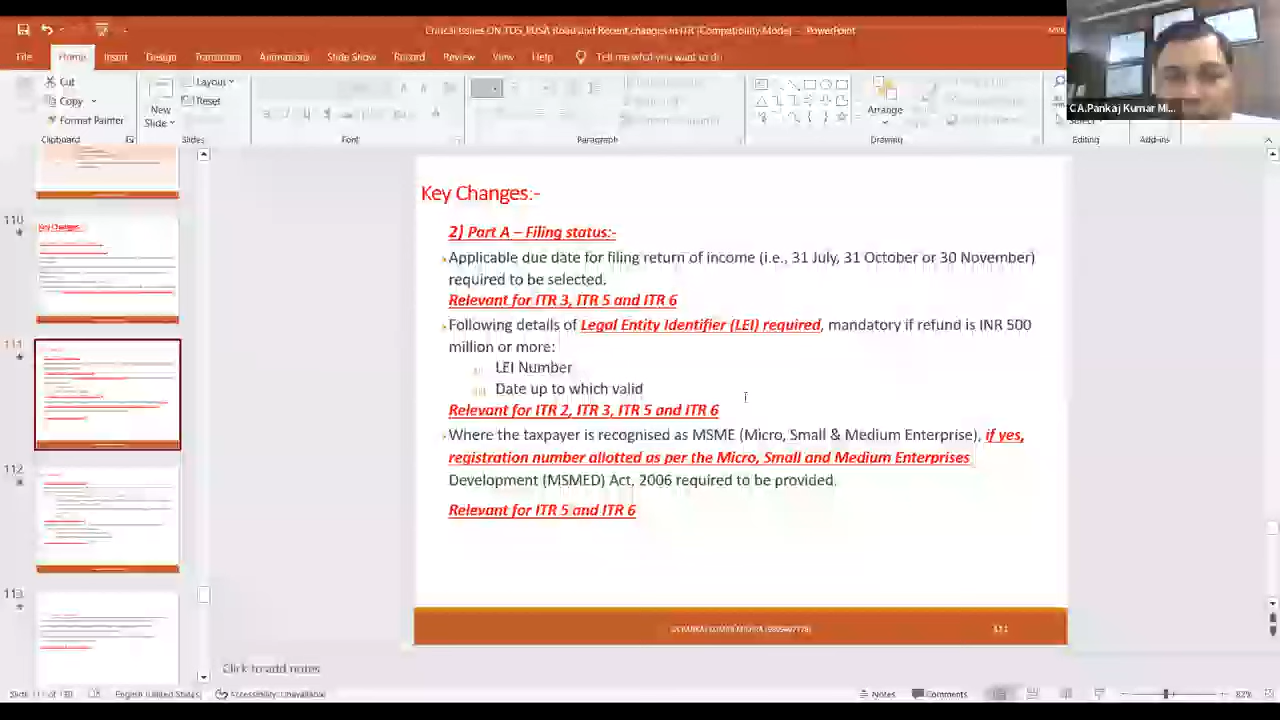 Critical Issues ON TDS_RUSA Road and Recent changes in ITR [Compatibility Mode] - PowerPoint
File Home Insert Design Slide Show Record Review View Help Tell me what you want to do
Cut
Copy
Format Painter
Clipboard
New
Slide
Layout
Reset
Slides
Font
Paragraph
Arrange
Drawing
Editing
Add-ins
CA.Pankaj Kumar Mi...
110
111
112
113
Key Changes:-
2) Part A – Filing status:-
Applicable due date for filing return of income (i.e., 31 July, 31 October or 30 November)
required to be selected.
Relevant for ITR 3, ITR 5 and ITR 6
Following details of Legal Entity Identifier (LEI) required, mandatory if refund is INR 500
million or more:
LEI Number
Date up to which valid
Relevant for ITR 2, ITR 3, ITR 5 and ITR 6
Where the taxpayer is recognised as MSME (Micro, Small & Medium Enterprise), if yes,
registration number allotted as per the Micro, Small and Medium Enterprises
Development (MSMED) Act, 2006 required to be provided.
Relevant for ITR 5 and ITR 6
111
Click to add notes
English (United States)
Accessibility: Unavailable
Notes
Comments
82%